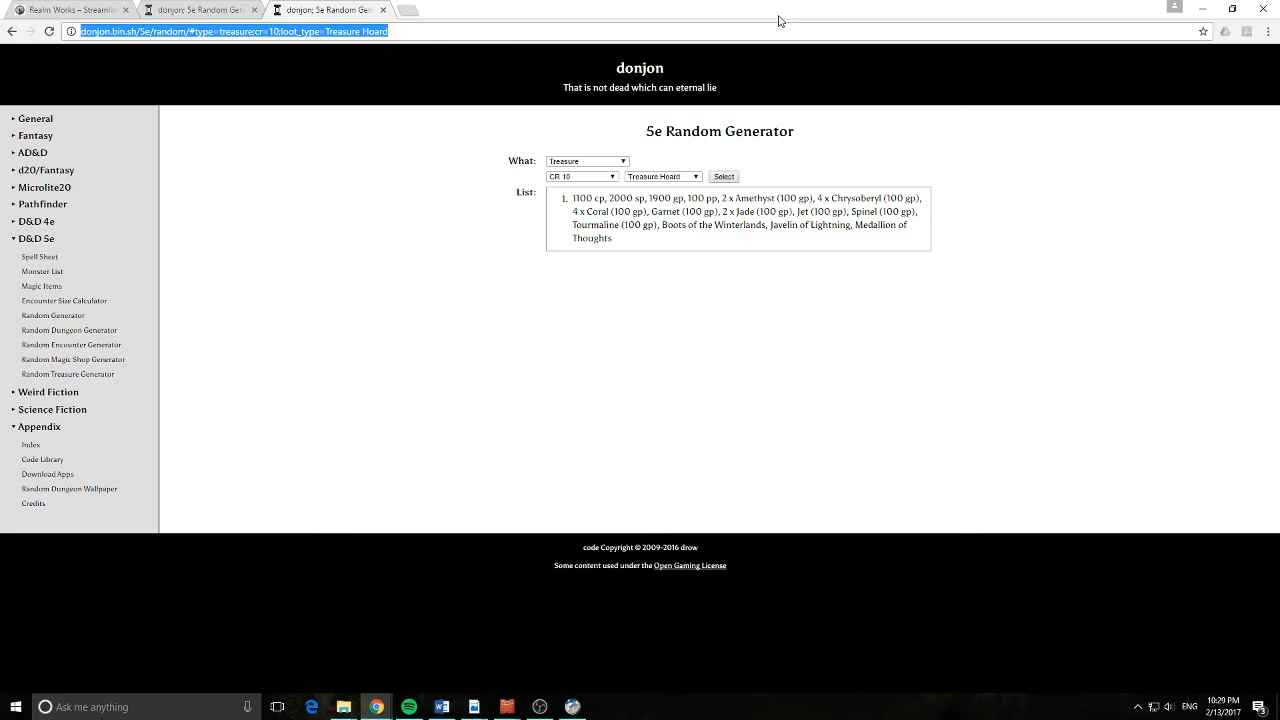 Realm Works – Streamlin
donjon; 5e Random Gen
donjon; 5e Random Gen
donjon.bin.sh/5e/random/#type=treasure;cr=10;loot_type=Treasure Hoard
donjon
That is not dead which can eternal lie
General
Fantasy
AD&D
d20/Fantasy
Microlite20
Pathfinder
D&D 4e
D&D 5e
Spell Sheet
Monster List
Magic Items
Encounter Size Calculator
Random Generator
Random Dungeon Generator
Random Encounter Generator
Random Magic Shop Generator
Random Treasure Generator
Weird Fiction
Science Fiction
Appendix
Index
Code Library
Download Apps
Random Dungeon Wallpaper
Credits
5e Random Generator
What: Treasure
CR 10 Treasure Hoard Select
List:
1. 1100 cp, 2000 sp, 1900 gp, 100 pp, 2 x Amethyst (100 gp), 4 x Chrysoberyl (100 gp),
4 x Coral (100 gp), Garnet (100 gp), 2 x Jade (100 gp), Jet (100 gp), Spinel (100 gp),
Tourmaline (100 gp), Boots of the Winterlands, Javelin of Lightning, Medallion of
Thoughts
code Copyright © 2009-2016 drow
Some content used under the Open Gaming License
Ask me anything
ENG
10:29 PM
2/13/2017